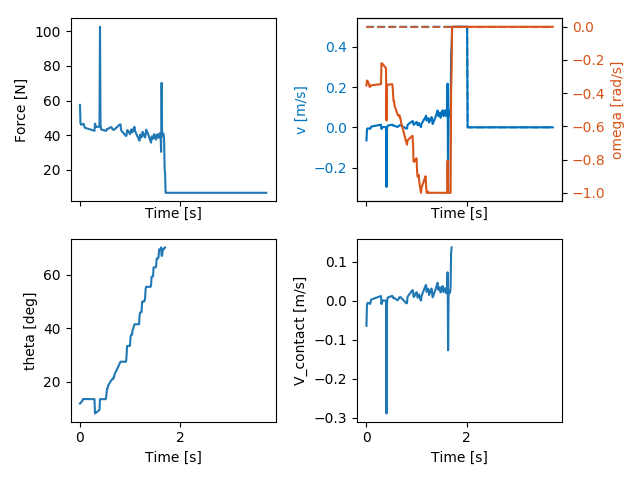 100
80
60
40
20
Force [N]
Time [s]
0.4
0.2
0.0
−0.2
v [m/s]
0.0
−0.2
−0.4
−0.6
−0.8
−1.0
omega [rad/s]
Time [s]
60
40
20
theta [deg]
0 2
Time [s]
0.1
0.0
−0.1
−0.2
−0.3
V_contact [m/s]
0 2
Time [s]